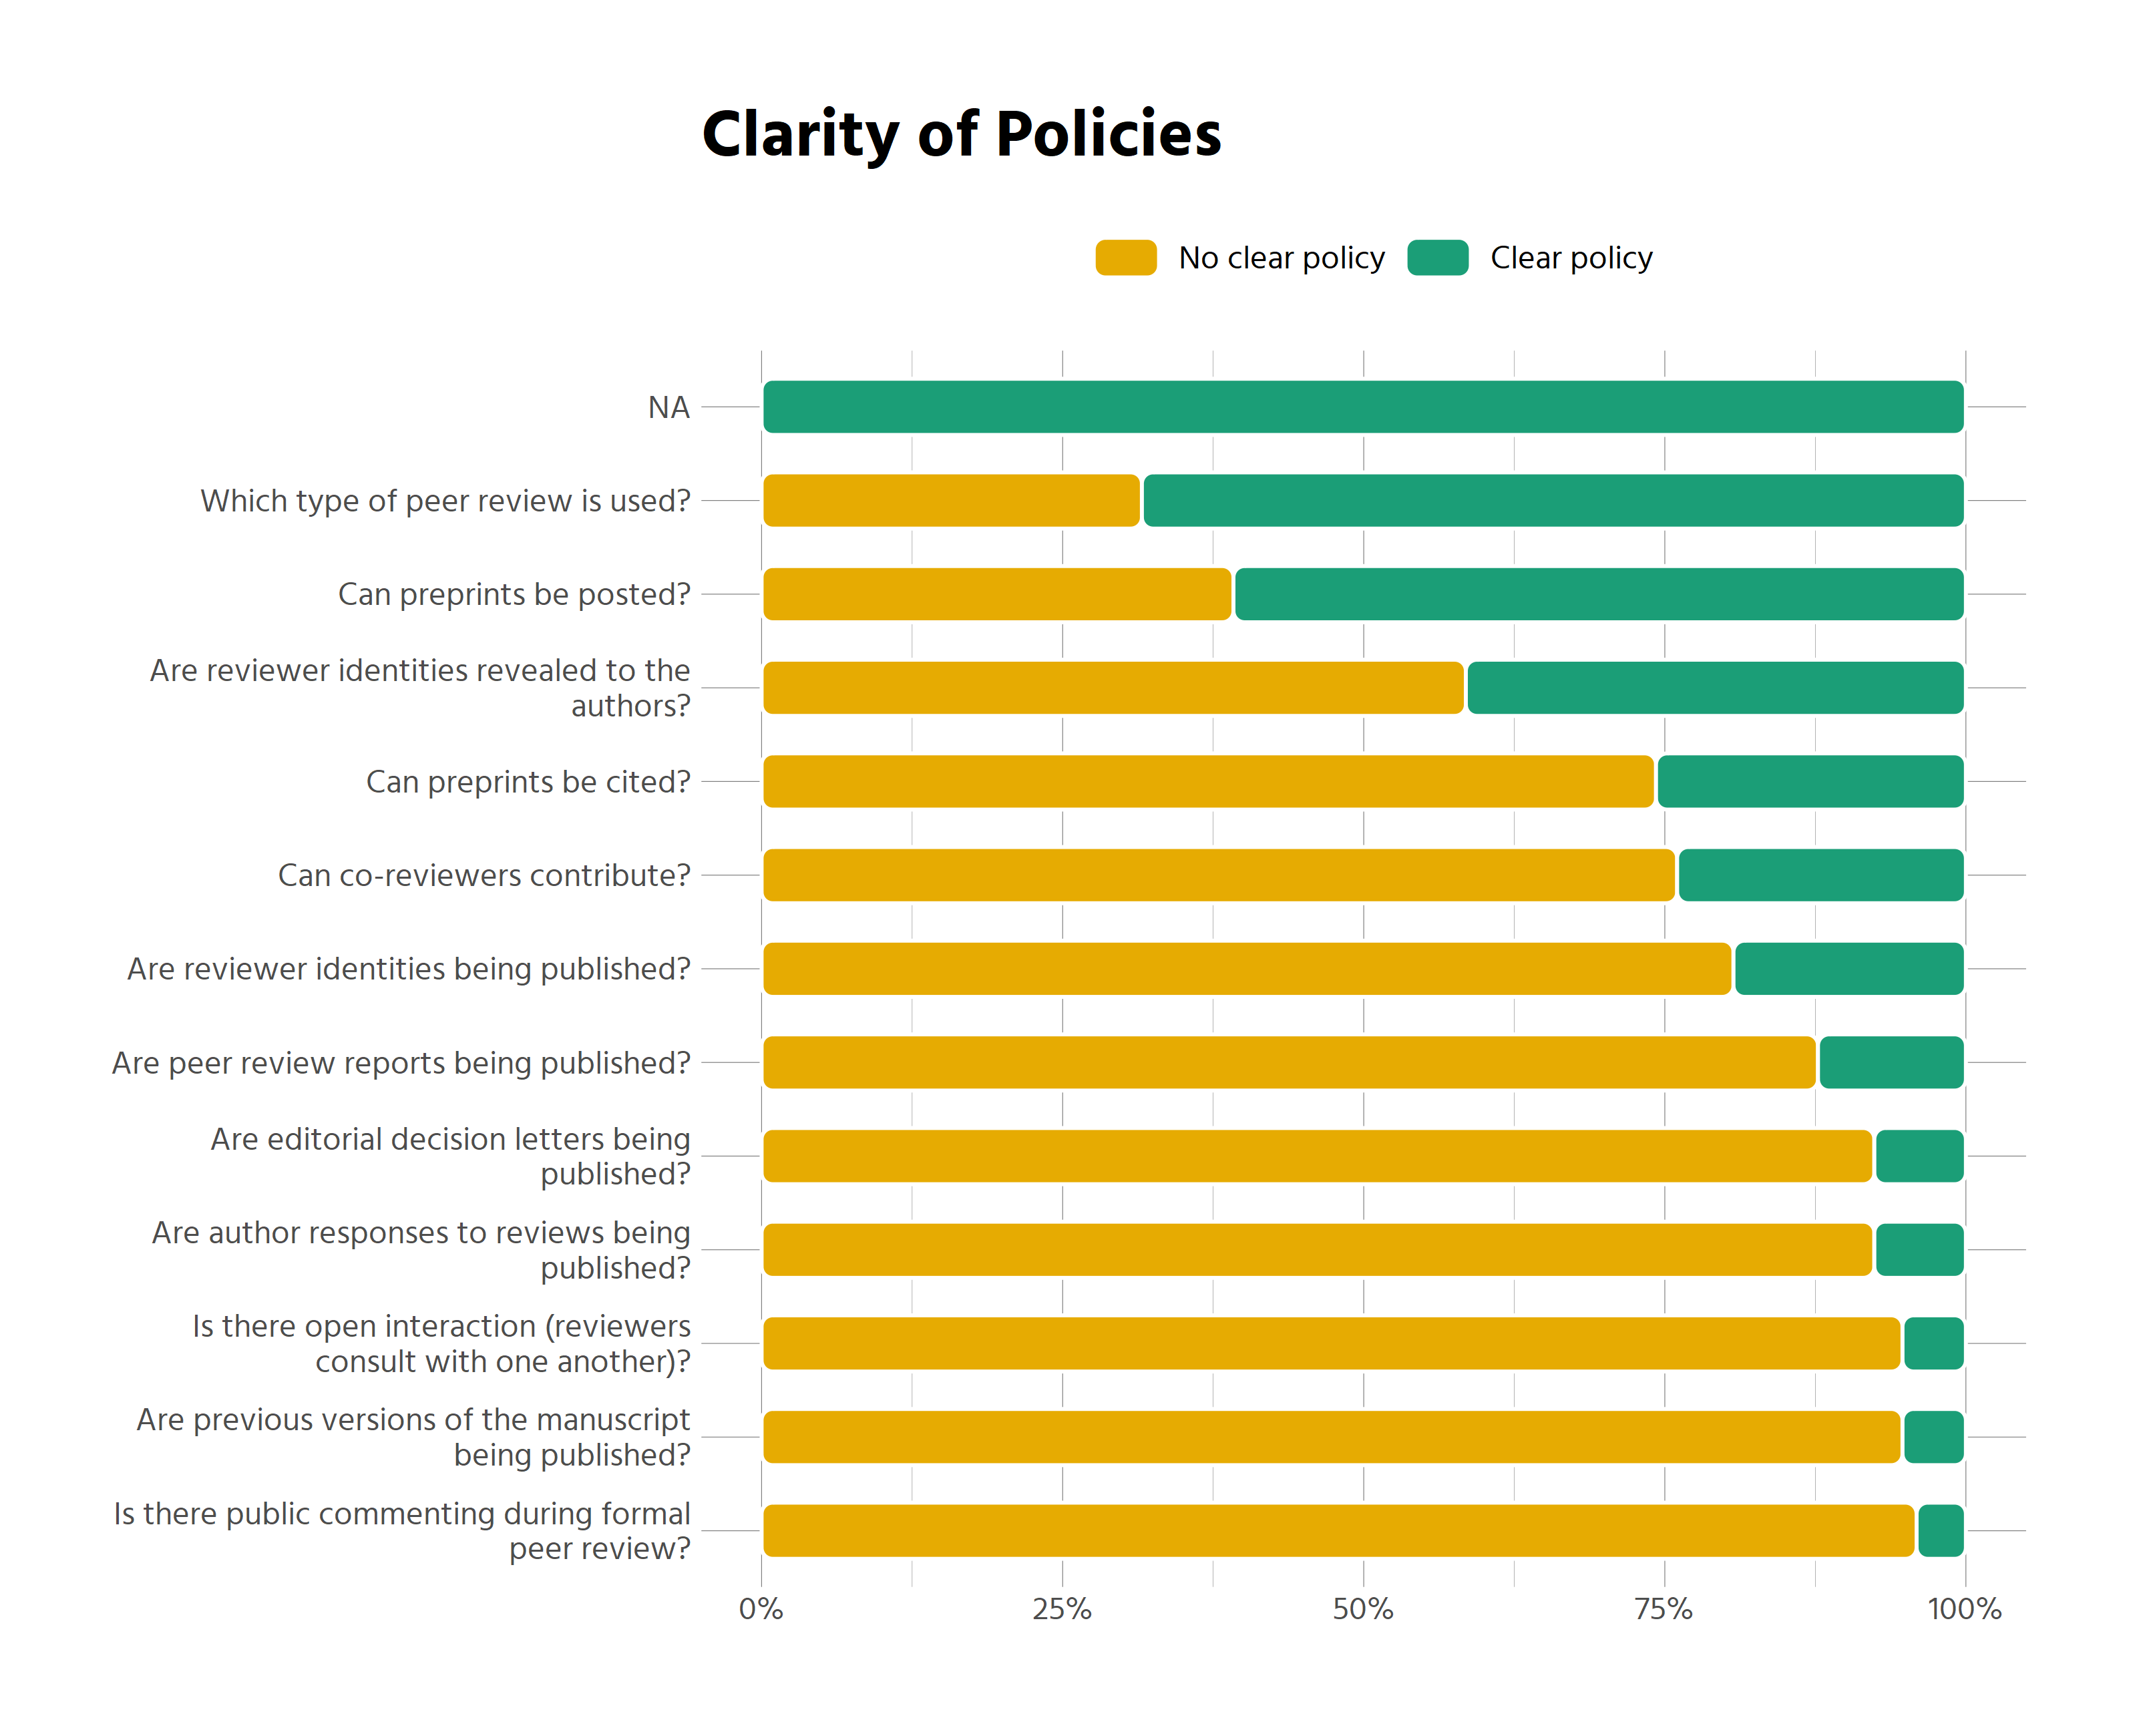 Clarity of Policies
No clear policy
Clear policy
NA
Which type of peer review is used?
Can preprints be posted?
Are reviewer identities revealed to the
authors?
Can preprints be cited?
Can co-reviewers contribute?
Are reviewer identities being published?
Are peer review reports being published?
Are editorial decision letters being
published?
Are author responses to reviews being
published?
Is there open interaction (reviewers
consult with one another)?
Are previous versions of the manuscript
being published?
Is there public commenting during formal
peer review?
0% 25% 50% 75% 100%